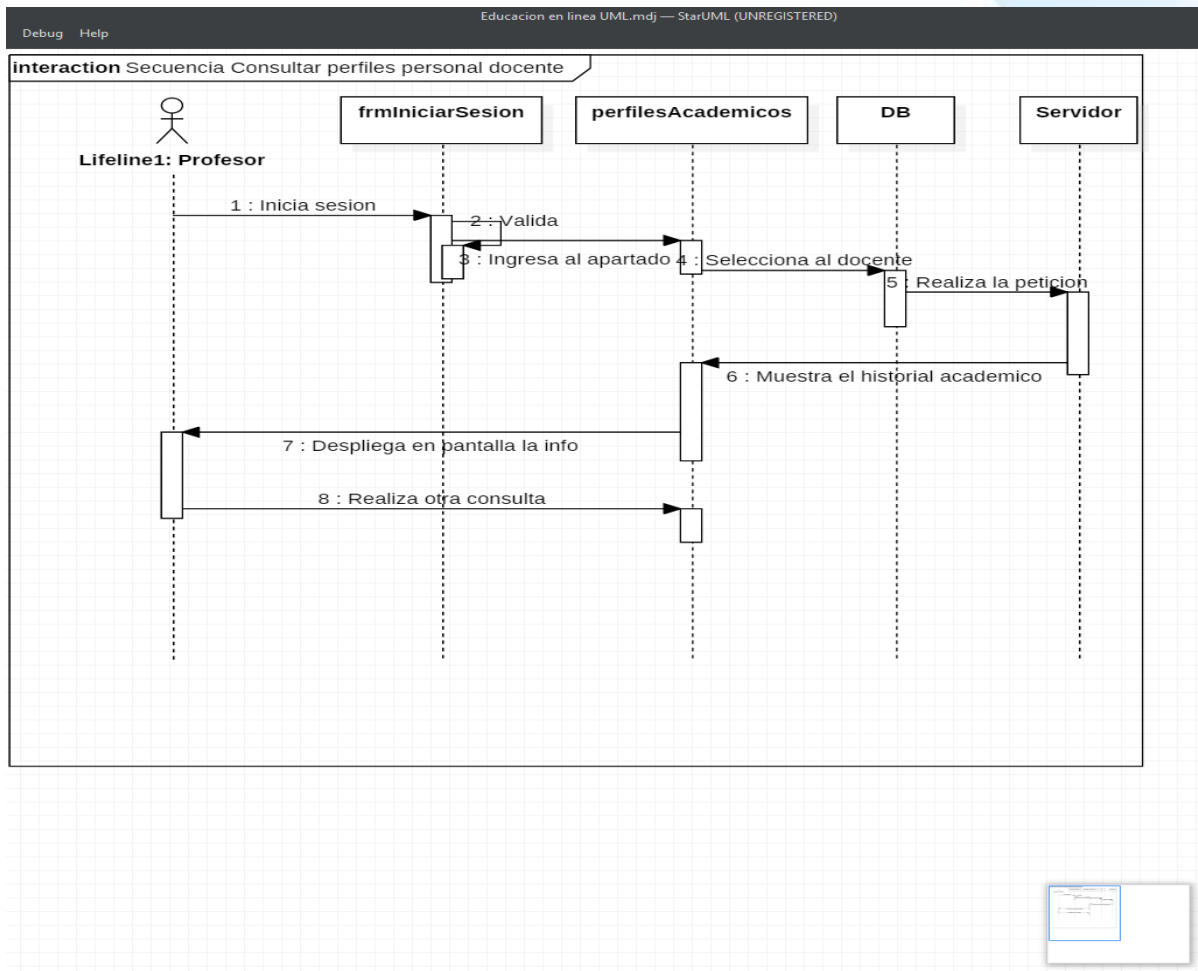 Educacion en linea UML.mdj — StarUML (UNREGISTERED)
Debug Help
interaction Secuencia Consultar perfiles personal docente
frmIniciarSesion perfilesAcademicos DB Servidor
Lifeline1: Profesor
1 : Inicia sesion
2 : Valida
3 : Ingresa al apartado 4 : Selecciona al docente
5 : Realiza la peticion
6 : Muestra el historial academico
7 : Despliega en pantalla la info
8 : Realiza otra consulta